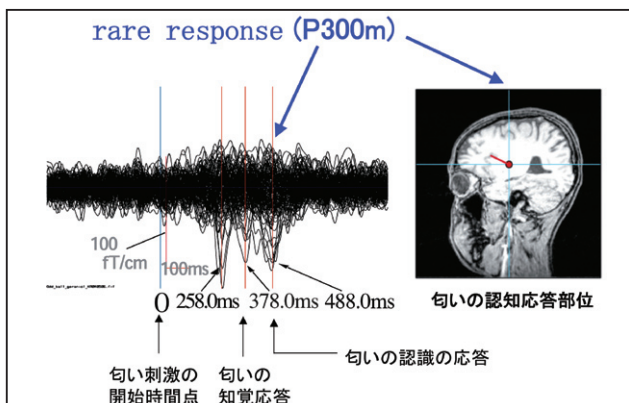 rare response (P300m)
100
fT/cm
100ms
0 258.0ms 378.0ms 488.0ms
匂いの認知応答部位
匂いの認識の応答
匂い刺激の
開始時間点
匂いの
知覚応答